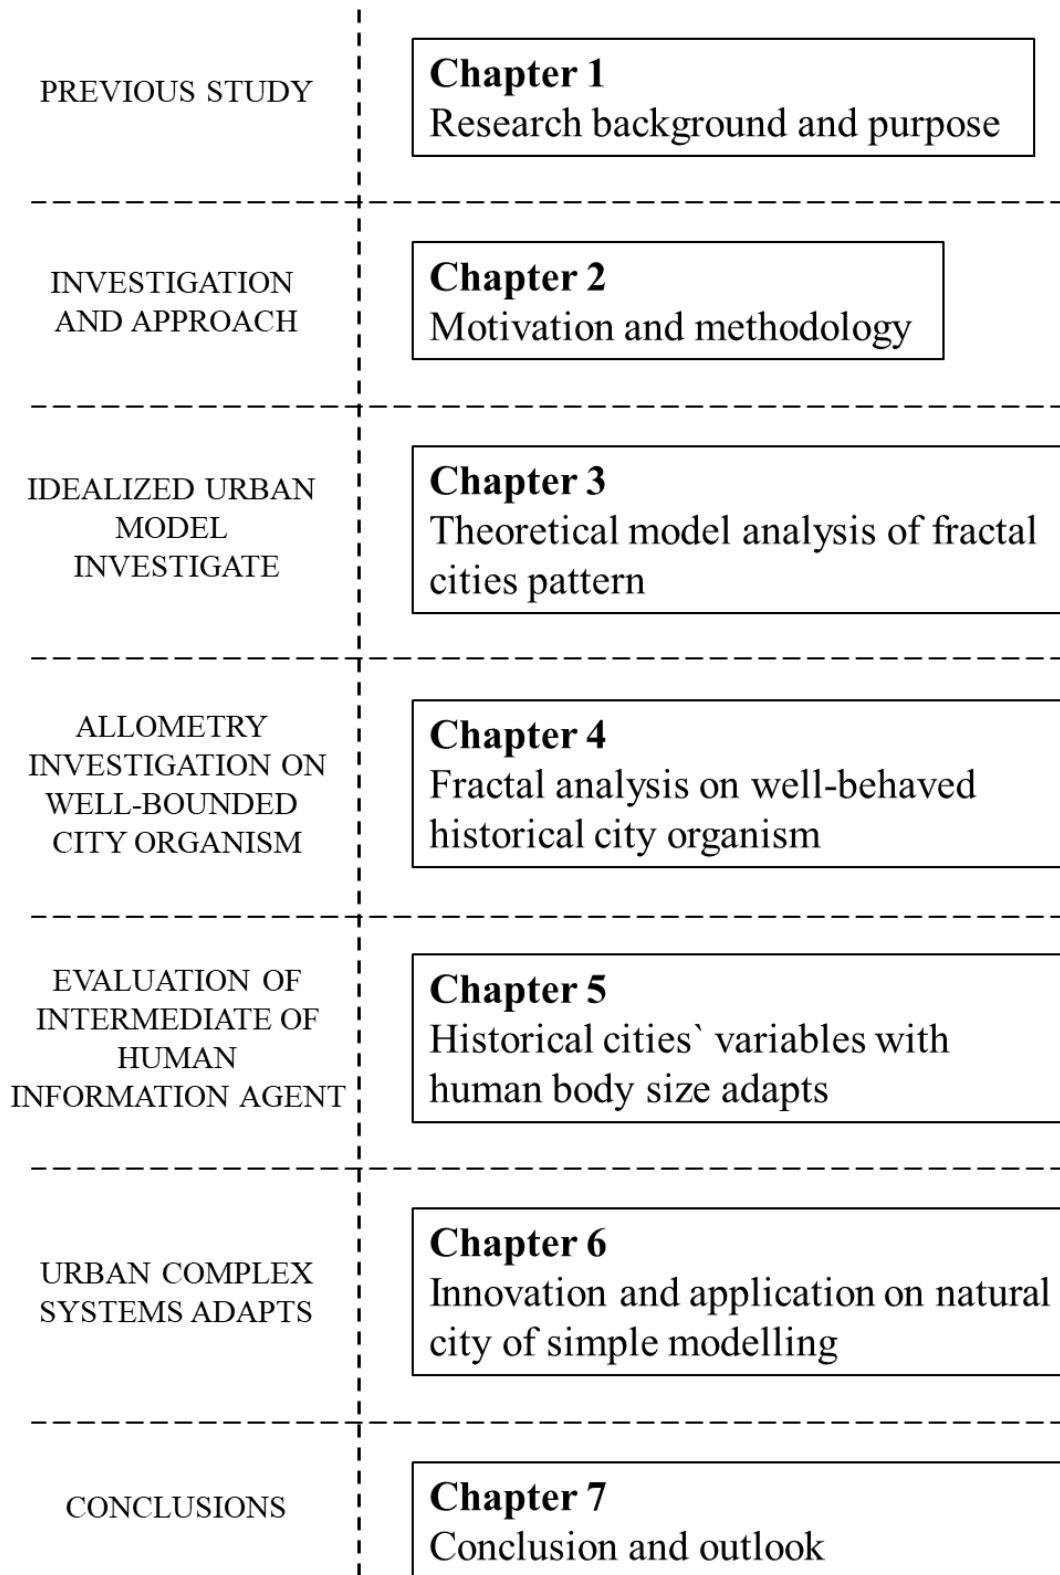 PREVIOUS STUDY
Chapter 1
Research background and purpose
INVESTIGATION
AND APPROACH
Chapter 2
Motivation and methodology
IDEALIZED URBAN
MODEL
INVESTIGATE
Chapter 3
Theoretical model analysis of fractal
cities pattern
ALLOMETRY
INVESTIGATION ON
WELL-BOUNDED
CITY ORGANISM
Chapter 4
Fractal analysis on well-behaved
historical city organism
EVALUATION OF
INTERMEDIATE OF
HUMAN
INFORMATION AGENT
Chapter 5
Historical cities` variables with
human body size adapts
URBAN COMPLEX
SYSTEMS ADAPTS
Chapter 6
Innovation and application on natural
city of simple modelling
CONCLUSIONS
Chapter 7
Conclusion and outlook